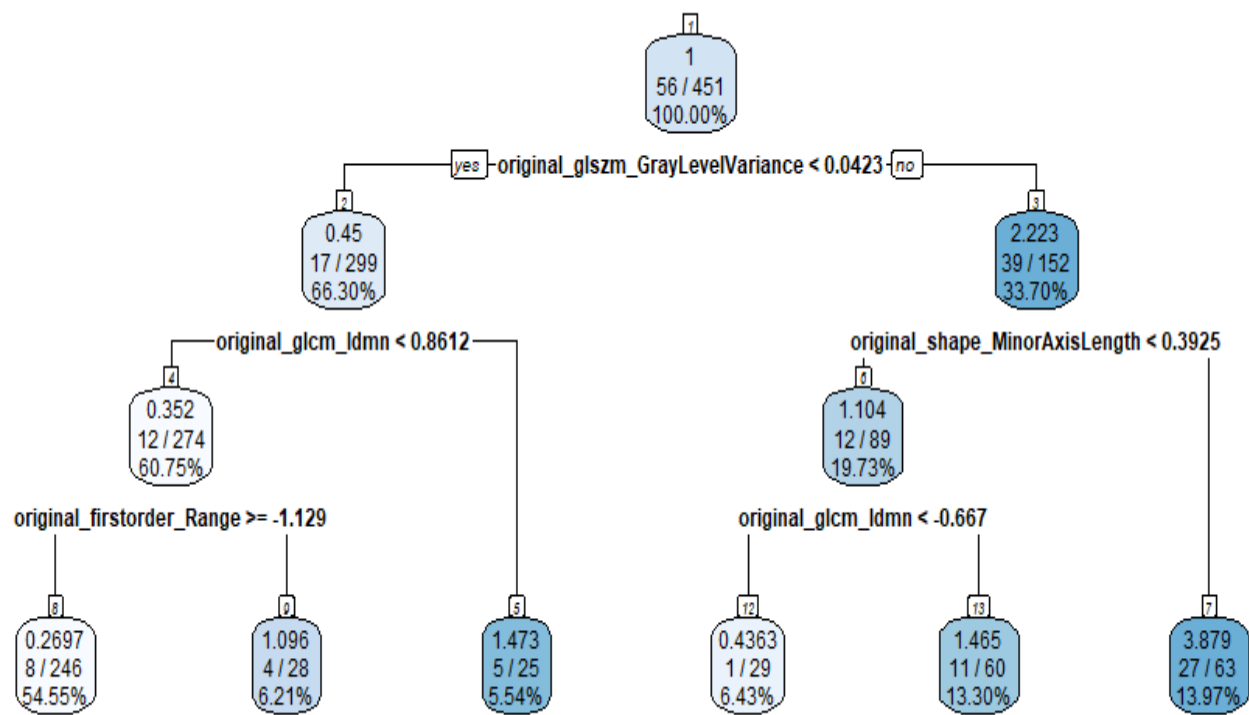 1
1
56 / 451
100.00%
yes original_glszm_GrayLevelVariance < 0.0423 no
2
0.45
17 / 299
66.30%
3
2.223
39 / 152
33.70%
original_glcm_Idmn < 0.8612
original_shape_MinorAxisLength < 0.3925
4
0.352
12 / 274
60.75%
6
1.104
12 / 89
19.73%
original_firstorder_Range >= -1.129
original_glcm_Idmn < -0.667
8
0.2697
8 / 246
54.55%
9
1.096
4 / 28
6.21%
5
1.473
5 / 25
5.54%
12
0.4363
1 / 29
6.43%
13
1.465
11 / 60
13.30%
7
3.879
27 / 63
13.97%